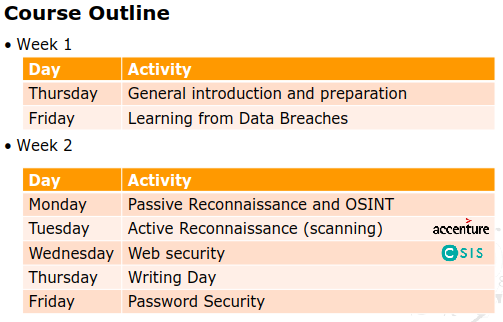 Course Outline
• Week 1
Day Activity
Thursday General introduction and preparation
Friday Learning from Data Breaches
• Week 2
Day Activity
Monday Passive Reconnaissance and OSINT
Tuesday Active Reconnaissance (scanning) accenture
Wednesday Web security CSIS
Thursday Writing Day
Friday Password Security